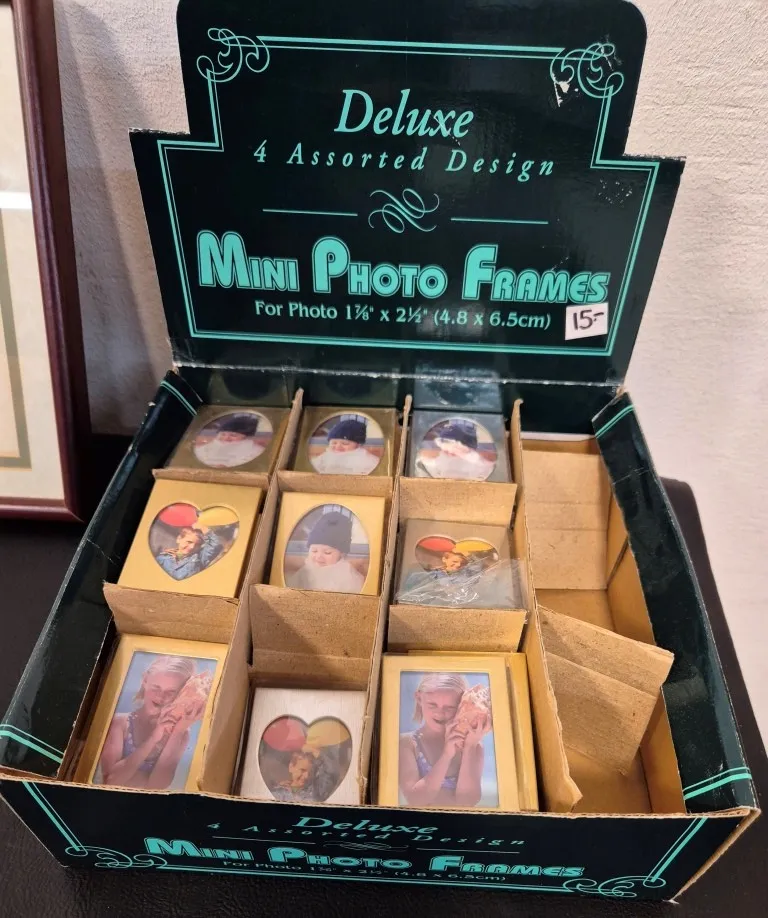 Deluxe
4 Assorted Design
MINI PHOTO FRAMES
For Photo 1⅞" x 2½" (4.8 x 6.5cm)
15.-
Deluxe
4 Assorted Design
MINI PHOTO FRAMES
For Photo 1⅞" x 2½" (4.8 x 6.5cm)